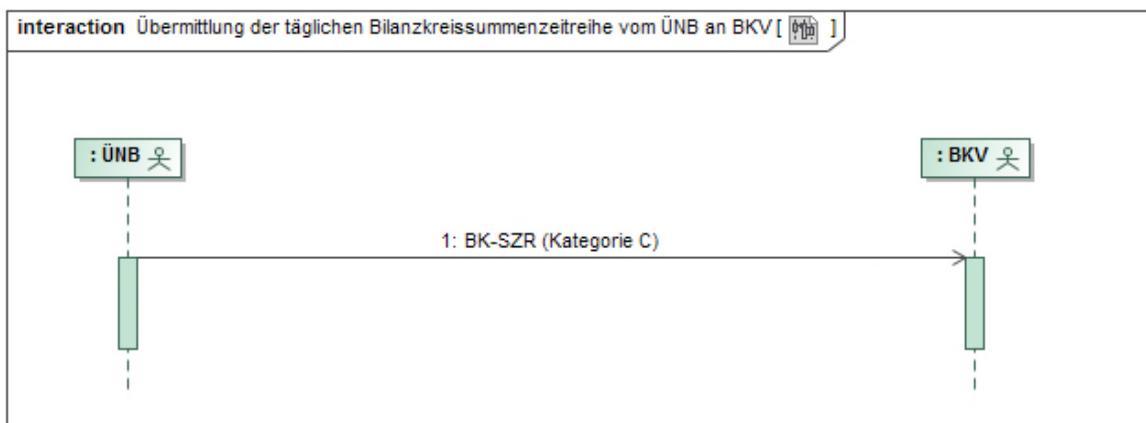 interaction Übermittlung der täglichen Bilanzkreissummenzeitreihe vom ÜNB an BKV [ ]
: ÜNB
: BKV
1: BK-SZR (Kategorie C)